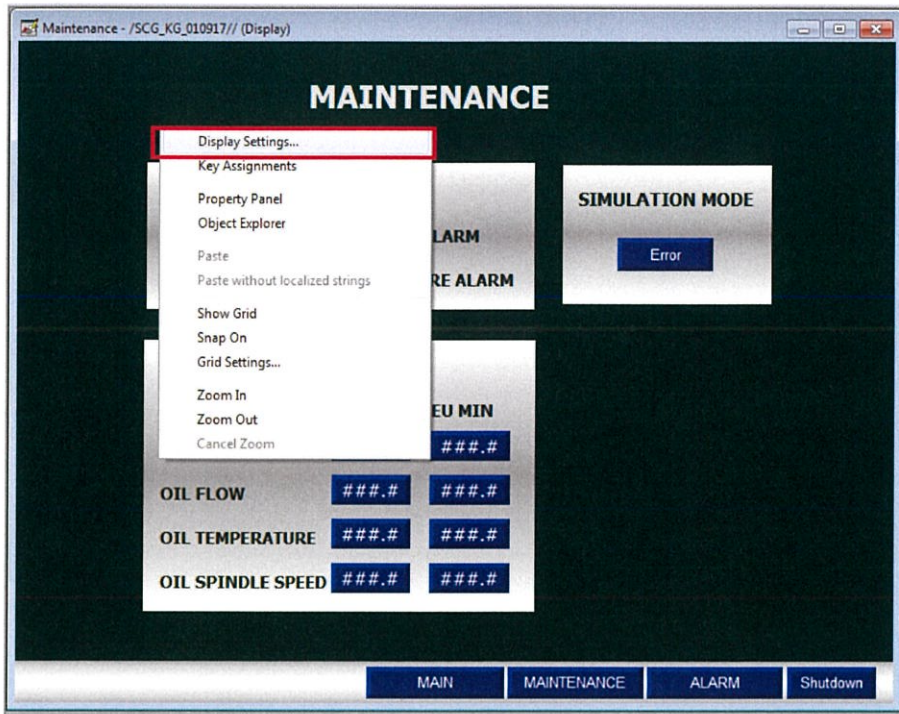 Maintenance - /SCG_KG_010917// (Display)
MAINTENANCE
Display Settings...
Key Assignments
Property Panel
Object Explorer
Paste
Paste without localized strings
Show Grid
Snap On
Grid Settings...
Zoom In
Zoom Out
Cancel Zoom
LARM
RE ALARM
SIMULATION MODE
Error
EU MIN
###.#
OIL FLOW ###.# ###.#
OIL TEMPERATURE ###.# ###.#
OIL SPINDLE SPEED ###.# ###.#
MAIN MAINTENANCE ALARM Shutdown